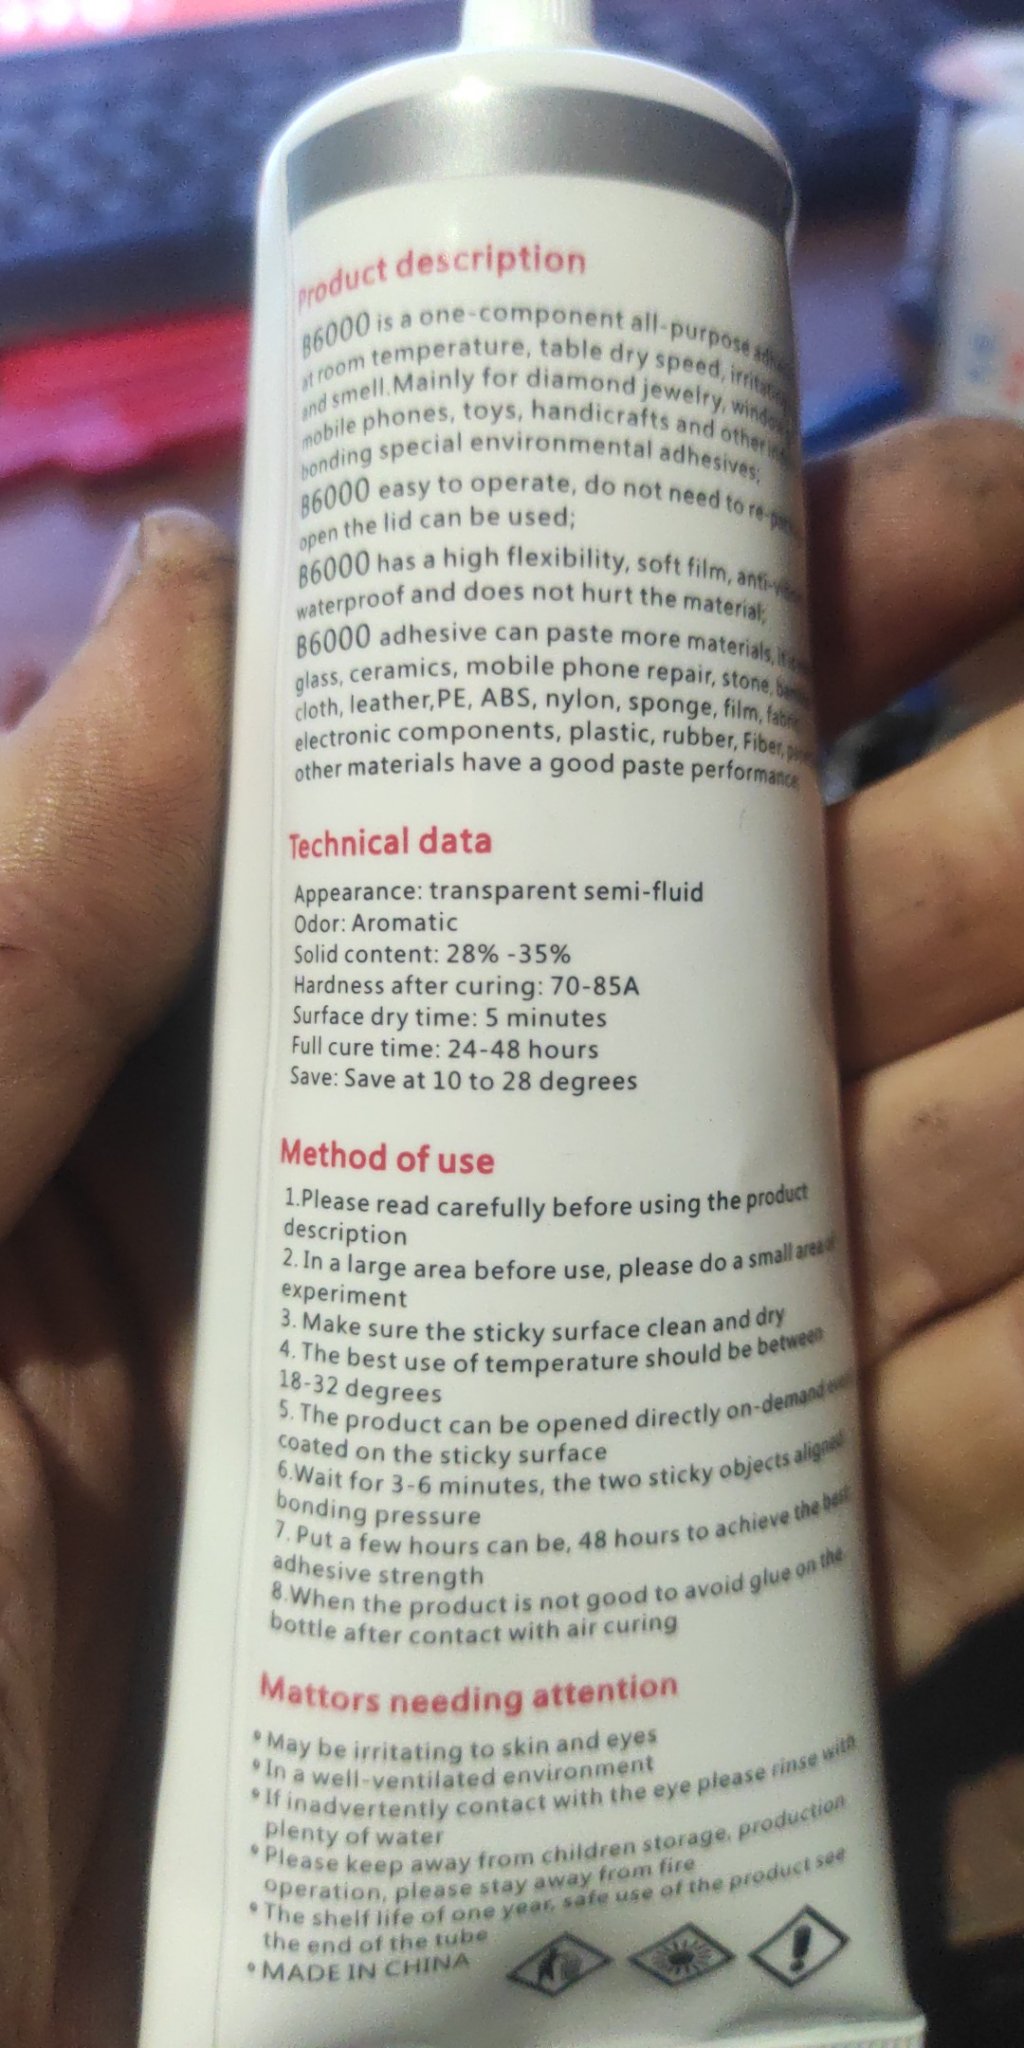 Product description
B6000 is a one-component all-purpose
at room temperature, table dry speed,
and smell.Mainly for diamond jewelry,
mobile phones, toys, handicrafts and other
bonding special environmental adhesives;
B6000 easy to operate, do not need to
open the lid can be used;
B6000 has a high flexibility, soft film,
waterproof and does not hurt the material;
B6000 adhesive can paste more materials,
glass, ceramics, mobile phone repair, stone,
cloth, leather,PE, ABS, nylon, sponge, film,
electronic components, plastic, rubber, Fiber,
other materials have a good paste performance
Technical data
Appearance: transparent semi-fluid
Odor: Aromatic
Solid content: 28% -35%
Hardness after curing: 70-85A
Surface dry time: 5 minutes
Full cure time: 24-48 hours
Save: Save at 10 to 28 degrees
Method of use
1.Please read carefully before using the product
description
2. In a large area before use, please do a small area of
experiment
3. Make sure the sticky surface clean and dry
4. The best use of temperature should be between
18-32 degrees
5. The product can be opened directly on-demand
coated on the sticky surface
6.Wait for 3-6 minutes, the two sticky objects aligned
bonding pressure
7. Put a few hours can be, 48 hours to achieve the best
adhesive strength
8.When the product is not good to avoid glue on the
bottle after contact with air curing
Mattors needing attention
• May be irritating to skin and eyes
• In a well-ventilated environment
• If inadvertently contact with the eye please rinse with
plenty of water
• Please keep away from children storage, production
operation, please stay away from fire
• The shelf life of one year, safe use of the product see
the end of the tube
• MADE IN CHINA